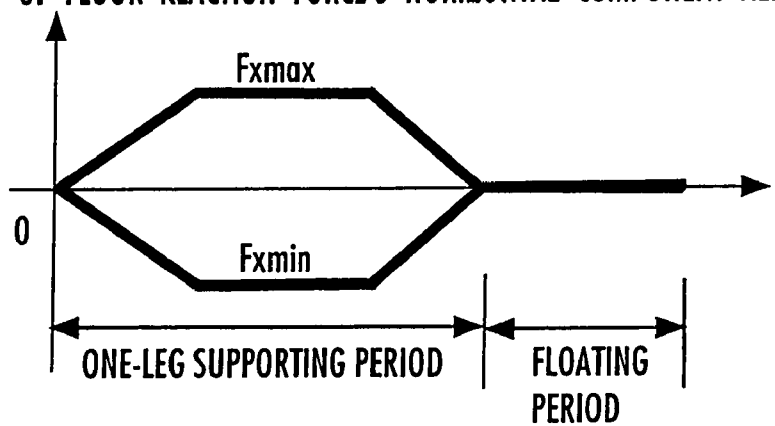 Fxmax
0
Fxmin
ONE-LEG SUPPORTING PERIOD
FLOATING
PERIOD